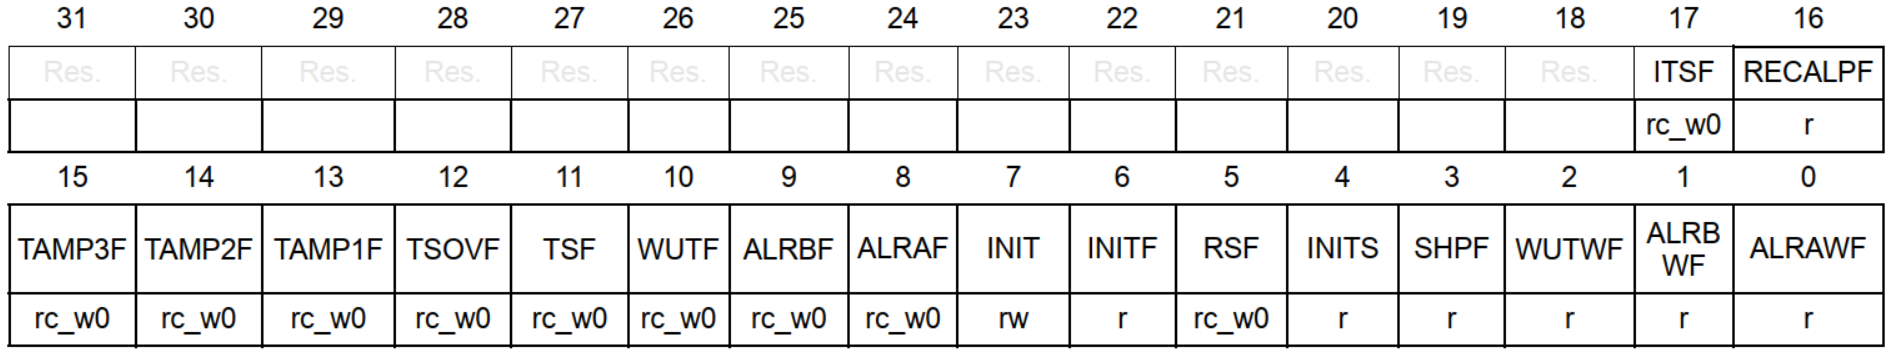 31 30 29 28 27 26 25 24 23 22 21 20 19 18 17 16
Res. Res. Res. Res. Res. Res. Res. Res. Res. Res. Res. Res. Res. Res. ITSF RECALPF
rc_w0 r
15 14 13 12 11 10 9 8 7 6 5 4 3 2 1 0
TAMP3F TAMP2F TAMP1F TSOVF TSF WUTF ALRBF ALRAF INIT INITF RSF INITS SHPF WUTWF ALRB WF ALRAWF
rc_w0 rc_w0 rc_w0 rc_w0 rc_w0 rc_w0 rc_w0 rc_w0 rw r rc_w0 r r r r r